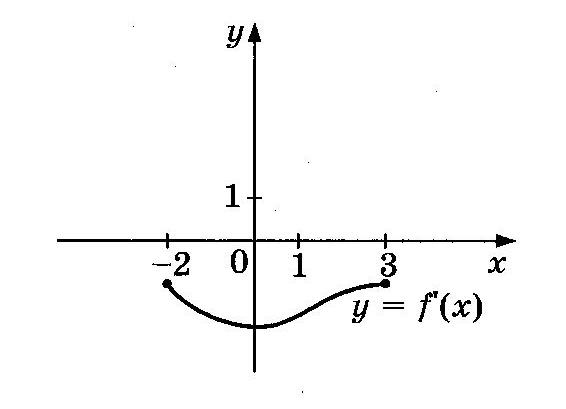 y
1
-2 0 1 3 x
y = f'(x)